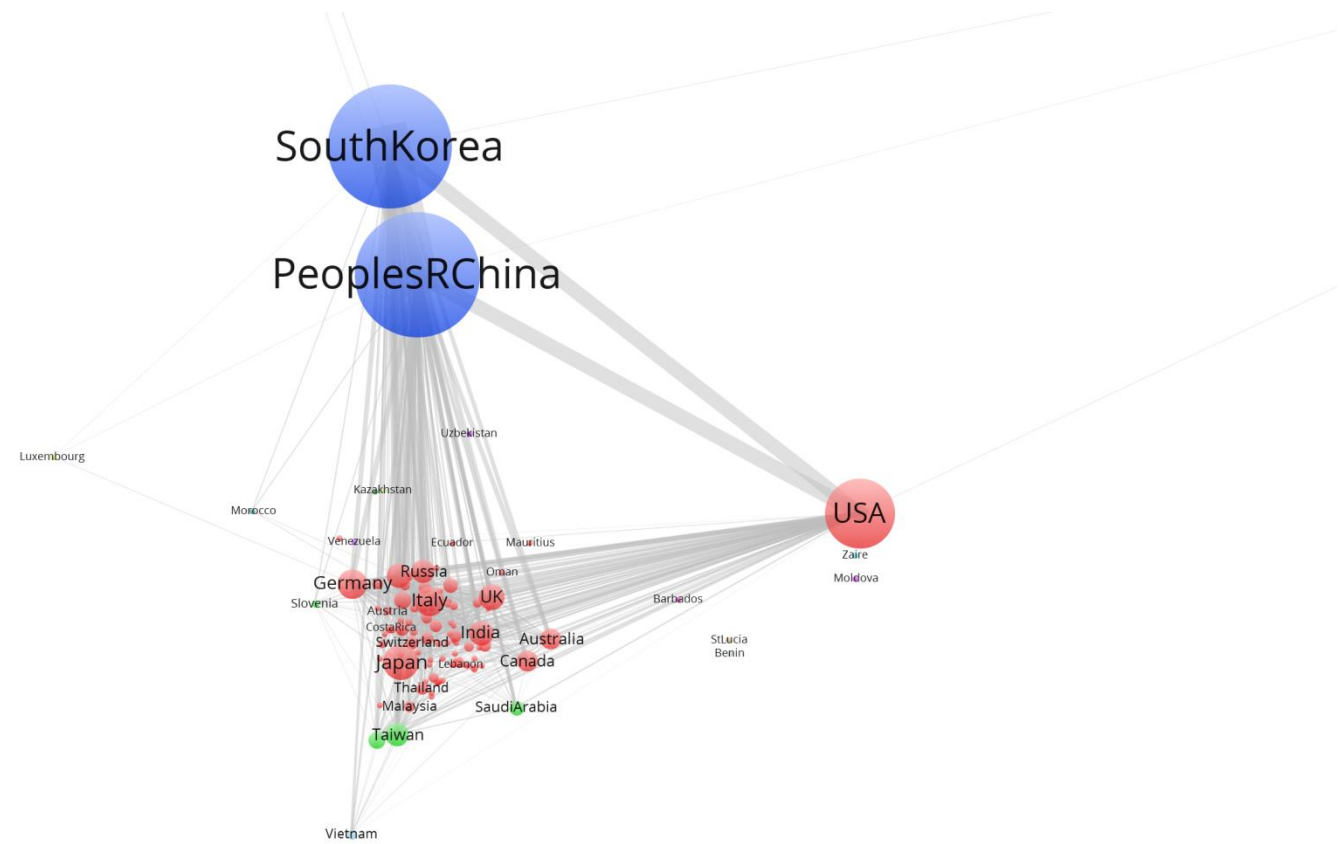 SouthKorea
PeoplesRChina
Uzbekistan
Luxembourg
Kazakhstan
Morocco
USA
Venezuela
Ecuador
Mauritius
Zaire
Russia
Oman
Moldova
Germany
Italy
UK
Barbados
Slovenia
Austria
CostaRica
India
Switzerland
Australia
StLucia
Benin
Japan
Lebanon
Canada
Thailand
Malaysia
SaudiArabia
Taiwan
Vietnam